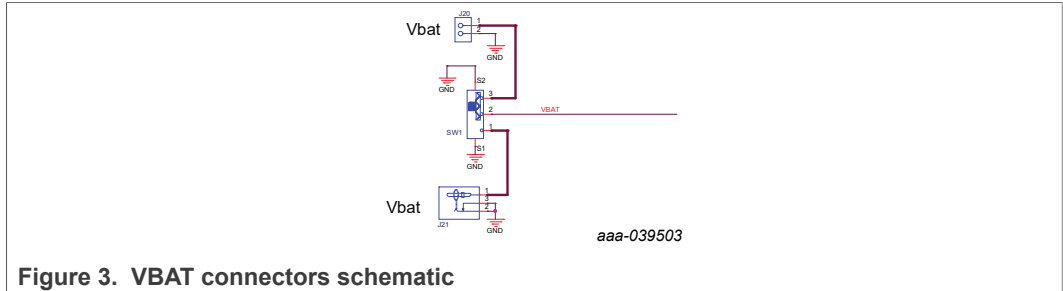 J20
Vbat
1
2
GND
GND
S2
3
2
VBAT
1
SW1
S1
GND
1
Vbat
3
2
J21
GND
aaa-039503
Figure 3. VBAT connectors schematic